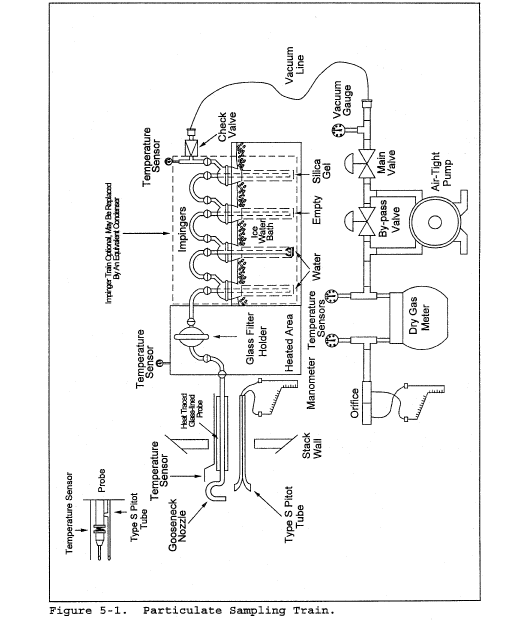 Impinger Train Optional, May Be Replaced
By An Equivalent Condenser
Temperature
Sensor
Impingers
Temperature
Sensor
Check
Valve
Vacuum
Line
Ice
Water
Bath
Water
Empty
Silica
Gel
Glass Filter
Holder
Heated Area
Heat Traced
Glass-lined
Probe
Temperature
Sensor
Gooseneck
Nozzle
Type S Pitot
Tube
Stack
Wall
Manometer
Temperature Sensor
Probe
Type S Pitot
Tube
Orifice
Temperature
Sensors
Dry Gas
Meter
By-pass
Valve
Main
Valve
Vacuum
Gauge
Air-Tight
Pump
Figure 5-1. Particulate Sampling Train.